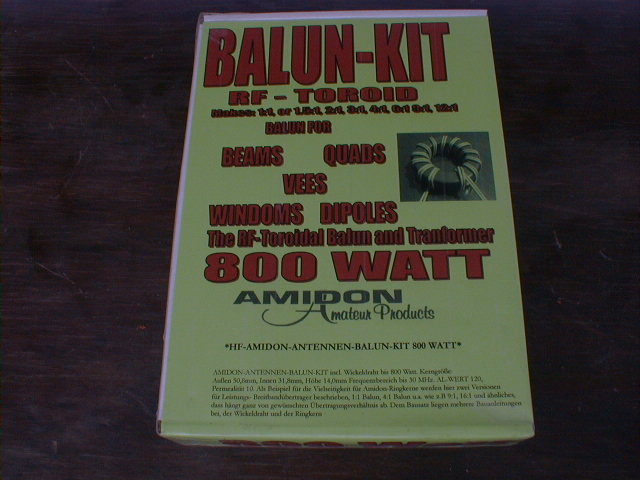 BALUN-KIT
RF - TOROID
Makes: 1:1, or 1,5:1, 2:1, 3:1, 4:1, 6:1 9:1, 12:1
BALUN FOR
BEAMS QUADS
VEES
WINDOMS DIPOLES
The RF-Toroidal Balun and Tranformer
800 WATT
AMIDON
Amateur Products
*HF-AMIDON-ANTENNEN-BALUN-KIT 800 WATT*
AMIDON-ANTENNEN-BALUN-KIT incl. Wickeldraht bis 800 Watt. Kerngröße
Außen 50,8mm, Innen 31,8mm, Höhe 14,0mm Frequenzbereich bis 30 MHz. AL-WERT 120,
Permeabität 10. Als Beispiel für die Vielseitigkeit für Amidon-Ringkerne werden hier zwei Versionen
für Leistungs- Breitbandübertrager beschrieben, 1:1 Balun, 4:1 Balun u.a. wie z.B 9:1, 16:1 und ähnliches,
dass hängt ganz von gewünschten Übertragungsverhältnis ab. Dem Bausatz liegen mehrere Bauanleitungen
bei, der Wickeldraht und der Ringkern